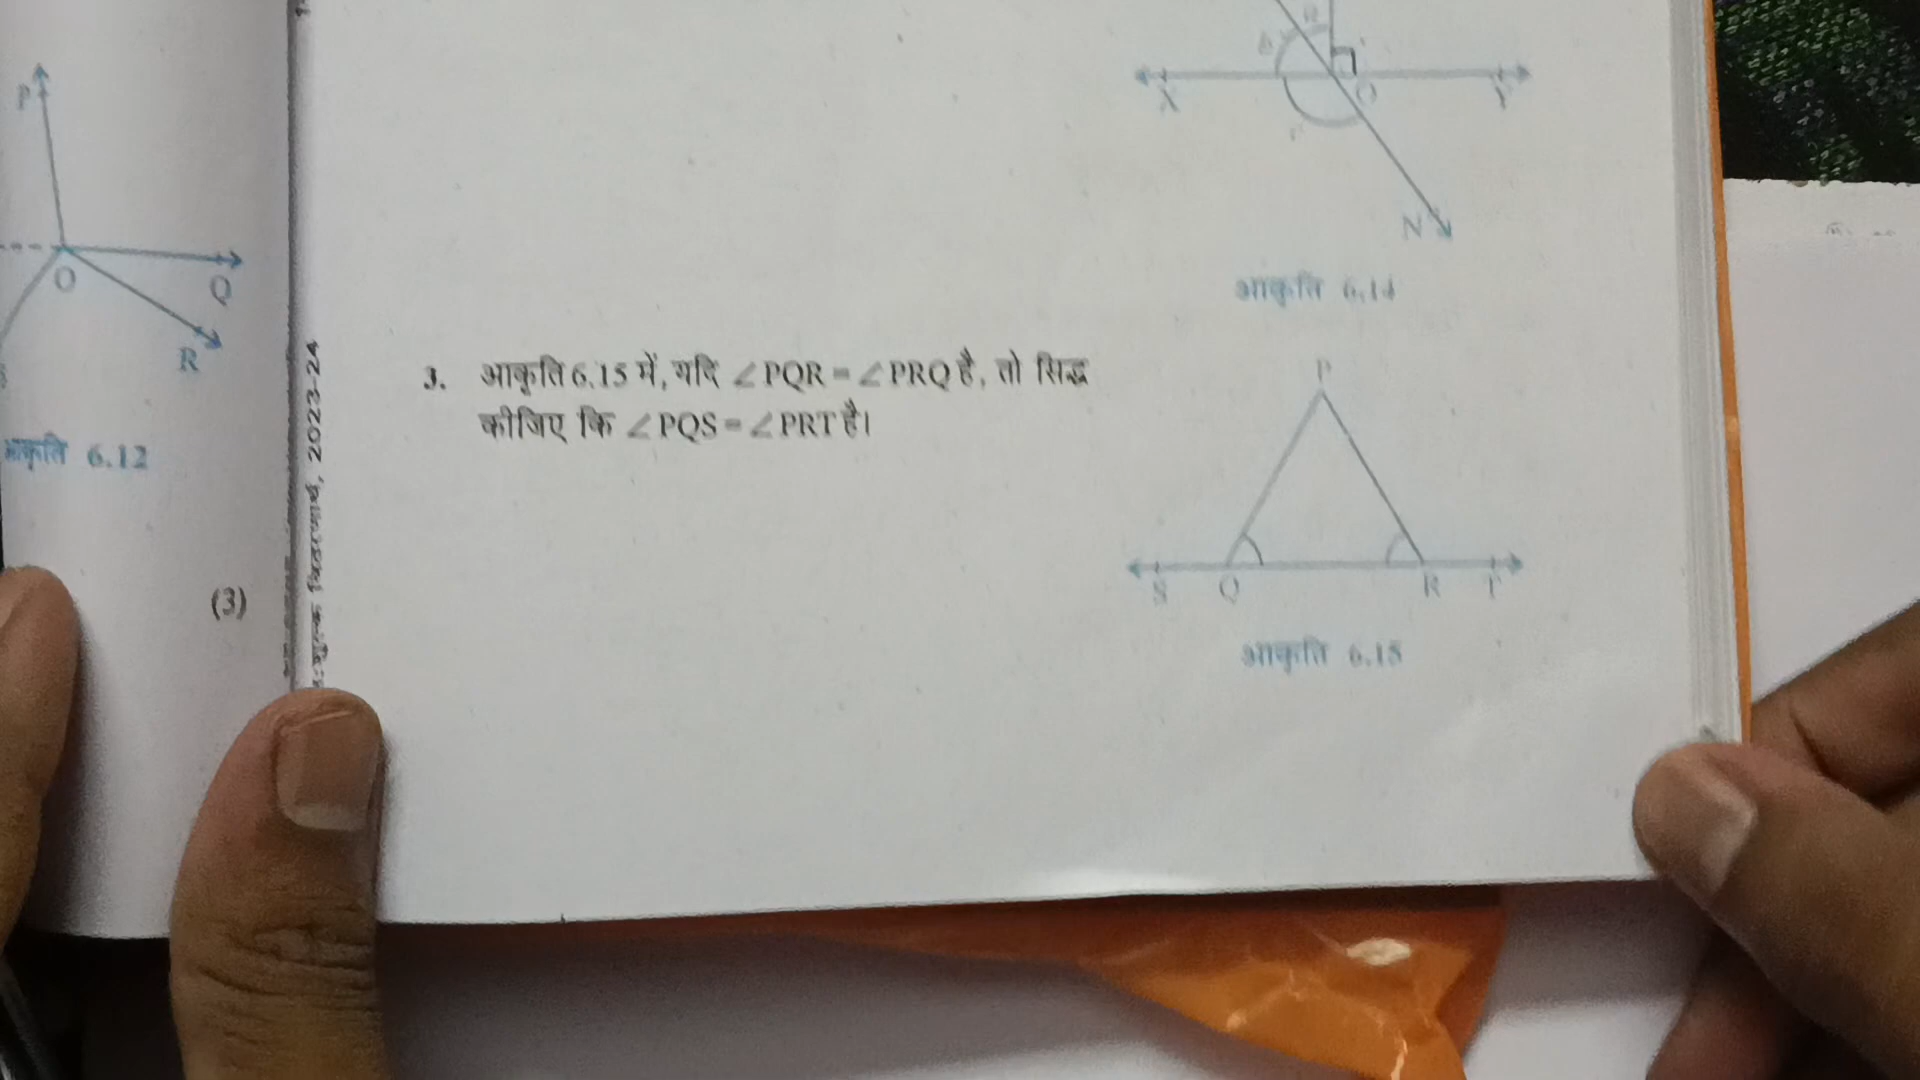 P
O
Q
R
आकृति 6.12
(3)
2023-24
X
O
Y
N
आकृति 6.14
3. आकृति 6.15 में, यदि ∠PQR = ∠PRQ है, तो सिद्ध
कीजिए कि ∠PQS = ∠PRT है।
P
S Q R T
आकृति 6.15